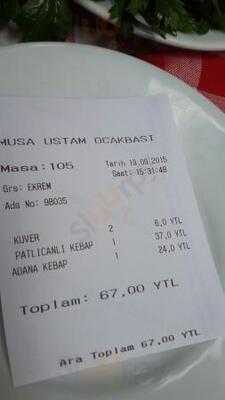 MUSA USTAM OCAKBASI
Masa:105 Tarih 13.08.2015
Saat: 15:31:48
Grs: EKREM
Ads No: 98035
KUVER 2 6,0 YTL
PATLICANLI KEBAP 1 37,0 YTL
ADANA KEBAP 1 24,0 YTL
Toplam: 67,00 YTL
Ara Toplam 67,00 YTL